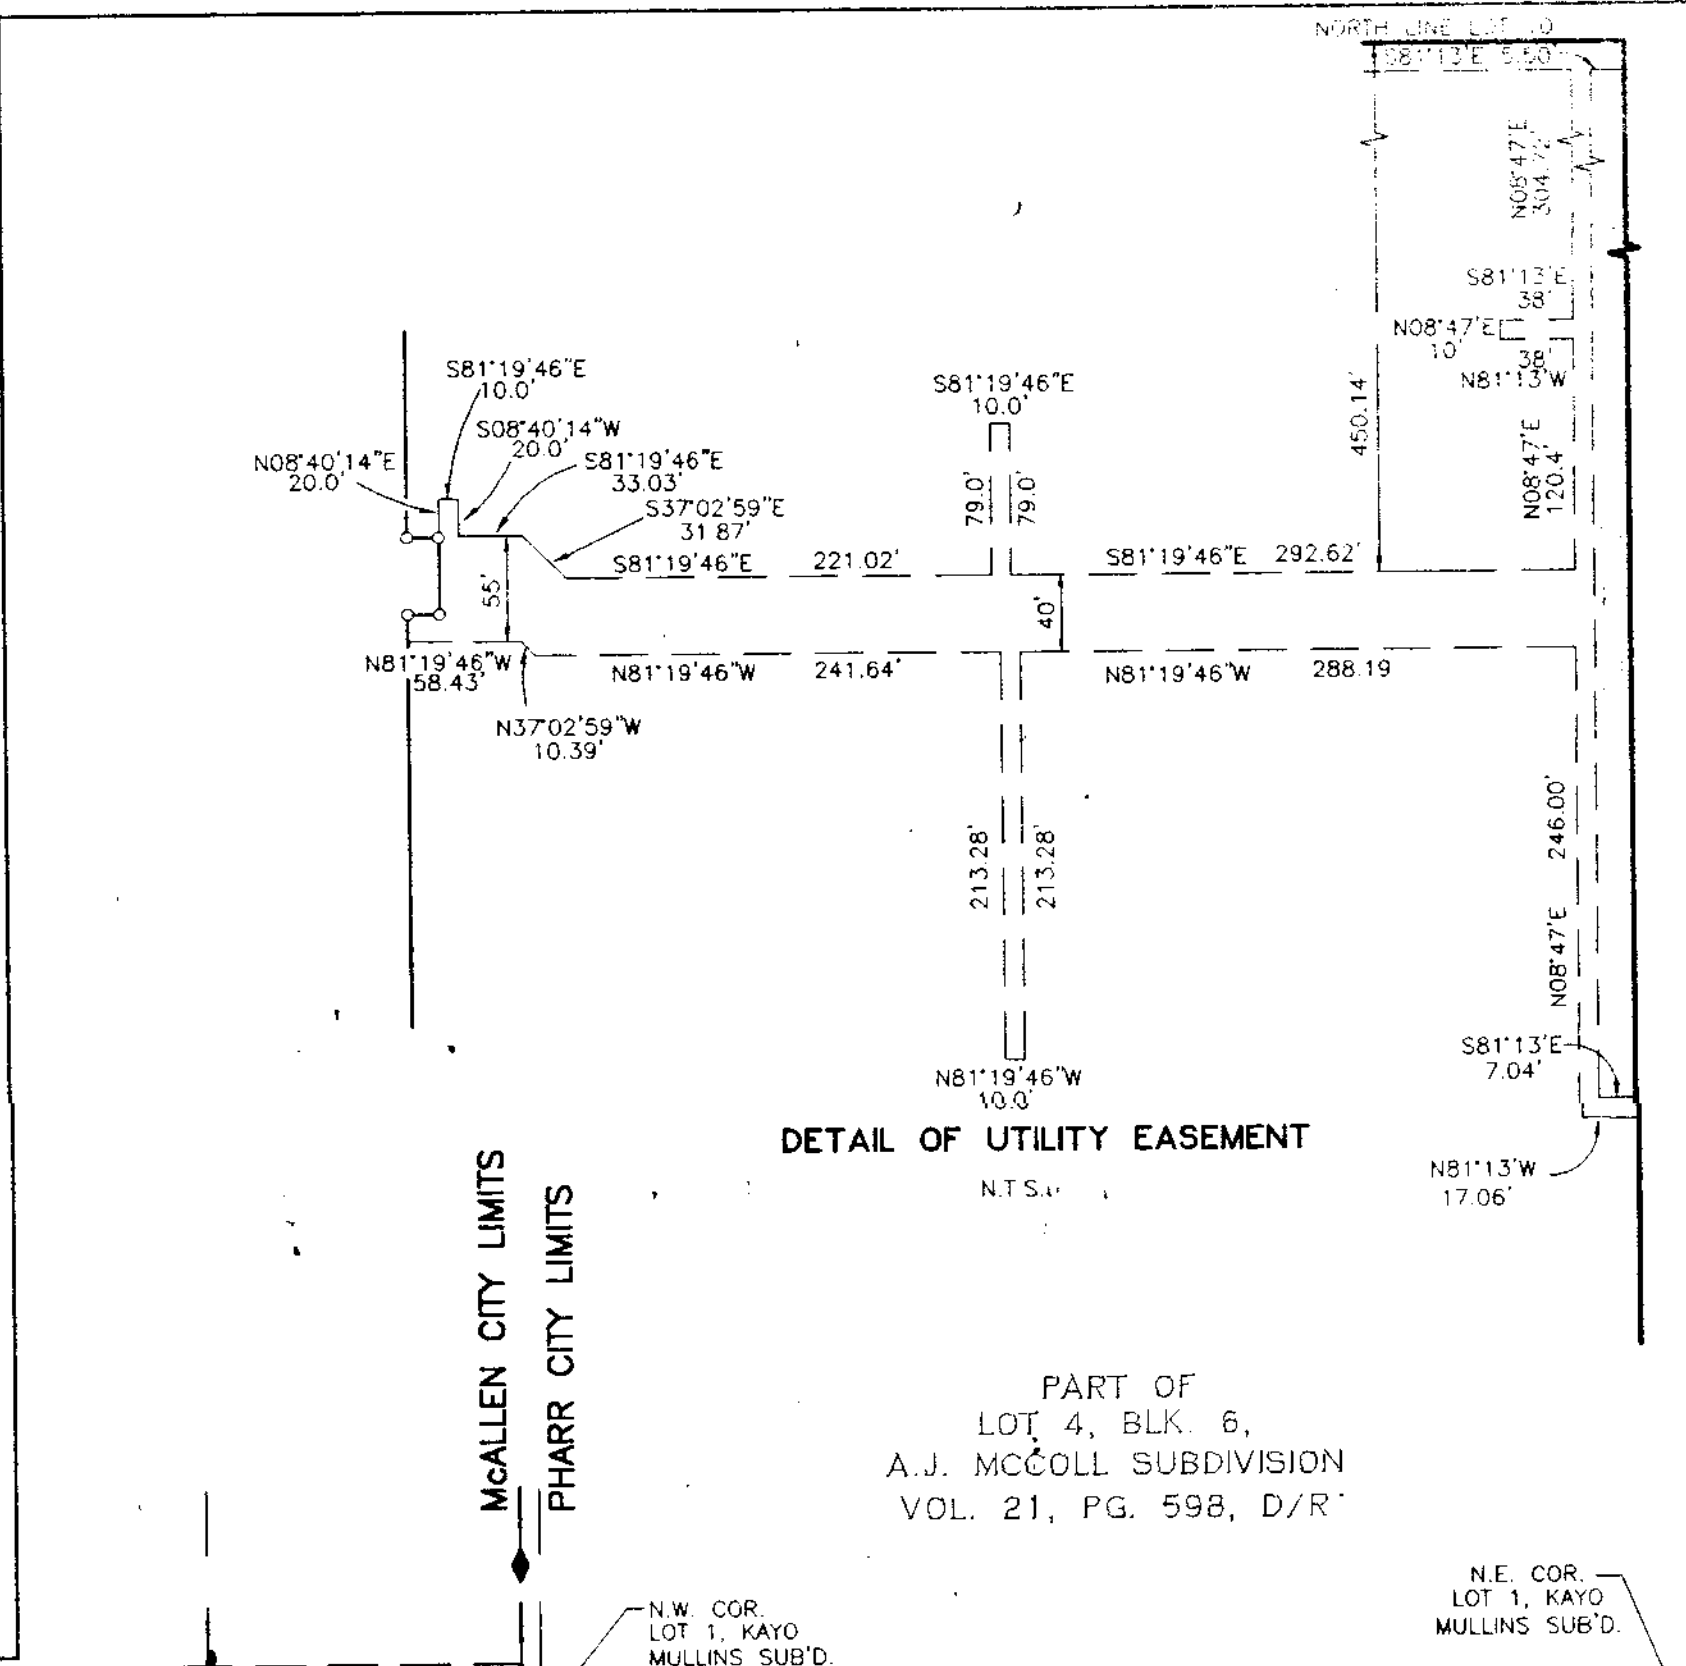 NORTH LINE LOT 10
S81°13'E 5.50'
N08°47'E
304.72'
S81°13'E
38'
N08°47'E
10'
38'
N81°13'W
450.14'
N08°47'E
120.4'
S81°19'46"E
10.0'
S08°40'14"W
20.0'
N08°40'14"E
20.0'
S81°19'46"E
33.03'
S37°02'59"E
31.87'
S81°19'46"E
10.0'
79.0'
79.0'
S81°19'46"E 221.02'
S81°19'46"E 292.62'
55'
40'
N81°19'46"W
58.43'
N81°19'46"W 241.64'
N81°19'46"W 288.19
N37°02'59"W
10.39'
213.28'
213.28'
N08°47'E 246.00'
S81°13'E
7.04'
N81°19'46"W
10.0'
DETAIL OF UTILITY EASEMENT
N.T.S.
N81°13'W
17.06'
McALLEN CITY LIMITS
PHARR CITY LIMITS
PART OF
LOT 4, BLK. 6,
A.J. MCCOLL SUBDIVISION
VOL. 21, PG. 598, D/R
N.W. COR.
LOT 1, KAYO
MULLINS SUB'D.
N.E. COR.
LOT 1, KAYO
MULLINS SUB'D.